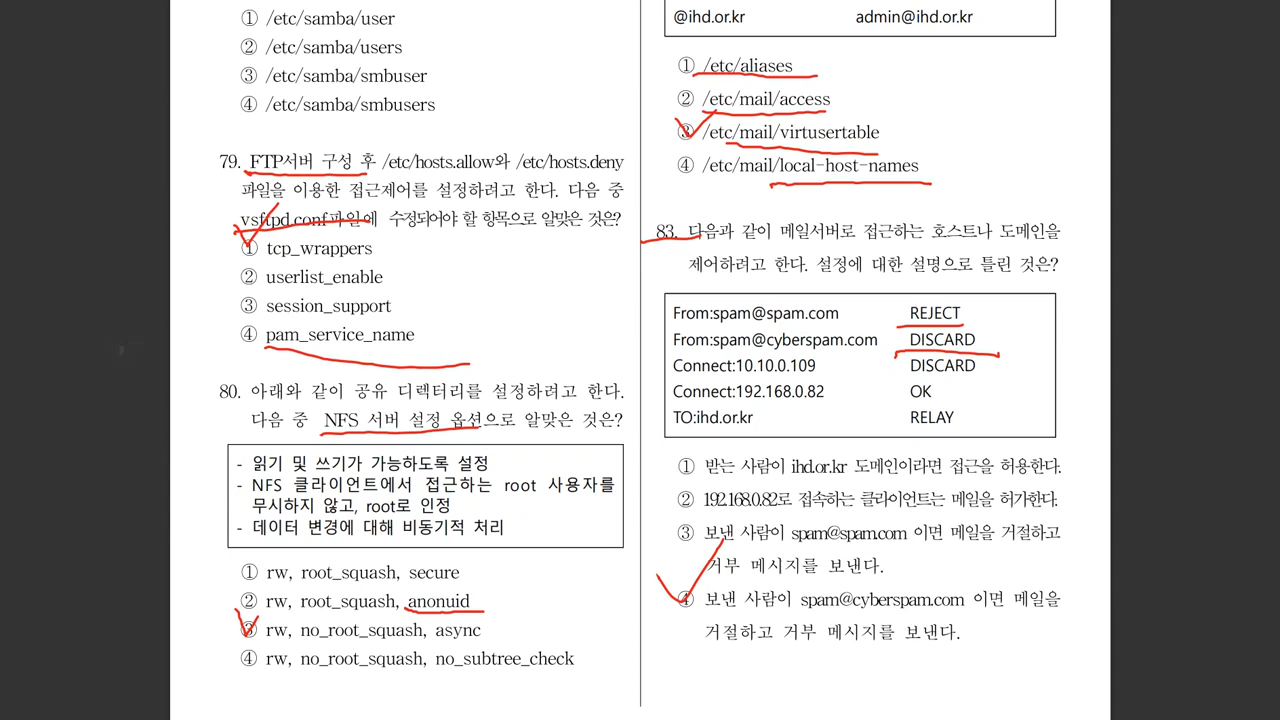 ① /etc/samba/user
② /etc/samba/users
③ /etc/samba/smbuser
④ /etc/samba/smbusers
79. FTP서버 구성 후 /etc/hosts.allow와 /etc/hosts.deny
파일을 이용한 접근제어를 설정하려고 한다. 다음 중
vsftpd.conf파일에 수정되어야 할 항목으로 알맞은 것은?
① tcp_wrappers
② userlist_enable
③ session_support
④ pam_service_name
80. 아래와 같이 공유 디렉터리를 설정하려고 한다.
다음 중 NFS 서버 설정 옵션으로 알맞은 것은?
- 읽기 및 쓰기가 가능하도록 설정
- NFS 클라이언트에서 접근하는 root 사용자를
무시하지 않고, root로 인정
- 데이터 변경에 대해 비동기적 처리
① rw, root_squash, secure
② rw, root_squash, anonuid
③ rw, no_root_squash, async
④ rw, no_root_squash, no_subtree_check
@ihd.or.kr admin@ihd.or.kr
① /etc/aliases
② /etc/mail/access
③ /etc/mail/virtusertable
④ /etc/mail/local-host-names
83. 다음과 같이 메일서버로 접근하는 호스트나 도메인을
제어하려고 한다. 설정에 대한 설명으로 틀린 것은?
From:spam@spam.com REJECT
From:spam@cyberspam.com DISCARD
Connect:10.10.0.109 DISCARD
Connect:192.168.0.82 OK
TO:ihd.or.kr RELAY
① 받는 사람이 ihd.or.kr 도메인이라면 접근을 허용한다.
② 192.168.0.82로 접속하는 클라이언트는 메일을 허가한다.
③ 보낸 사람이 spam@spam.com 이면 메일을 거절하고
거부 메시지를 보낸다.
④ 보낸 사람이 spam@cyberspam.com 이면 메일을
거절하고 거부 메시지를 보낸다.